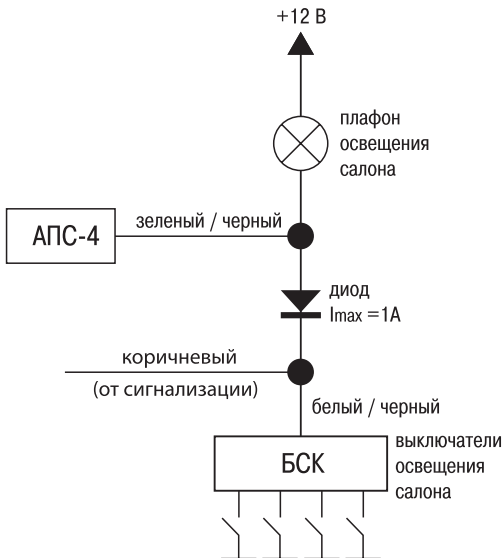 +12 В
плафон
освещения
салона
зеленый / черный
АПС-4
диод
Imax =1А
коричневый
(от сигнализации)
белый / черный
БСК
выключатели
освещения
салона